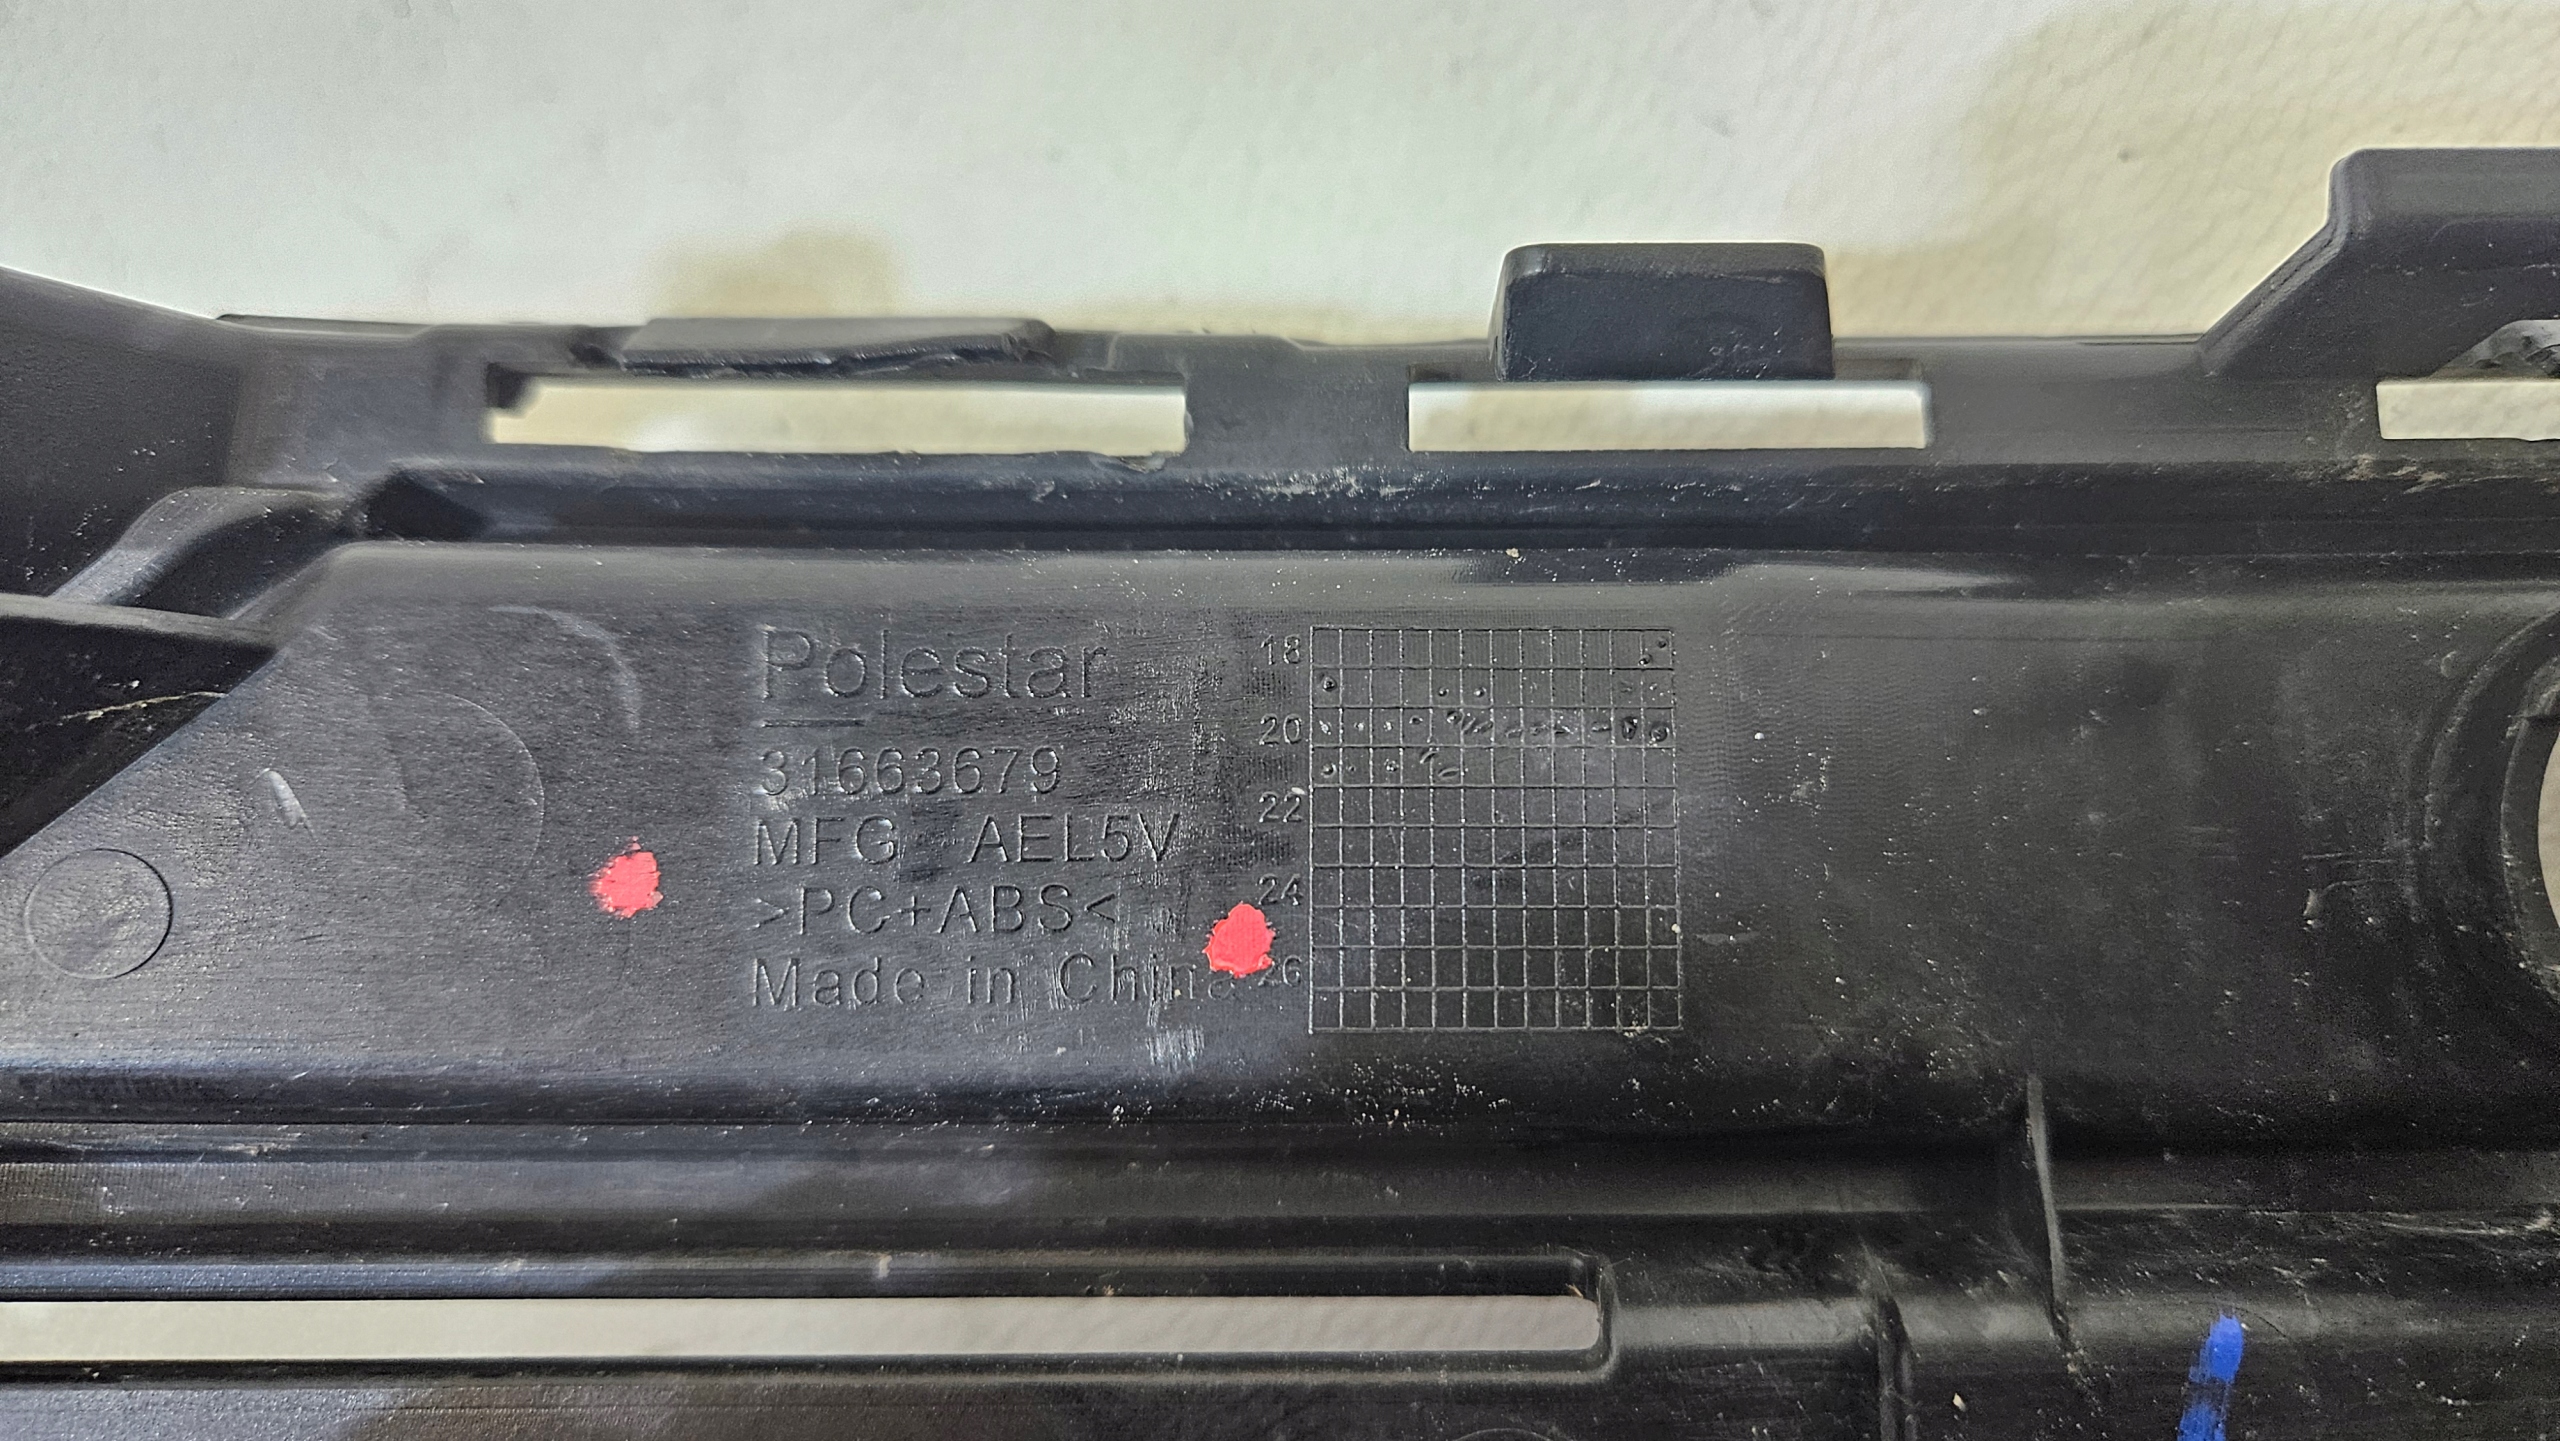 Polestar
31663679
MFG AEL5V
>PC+ABS<
Made in China
18
20
22
24
26